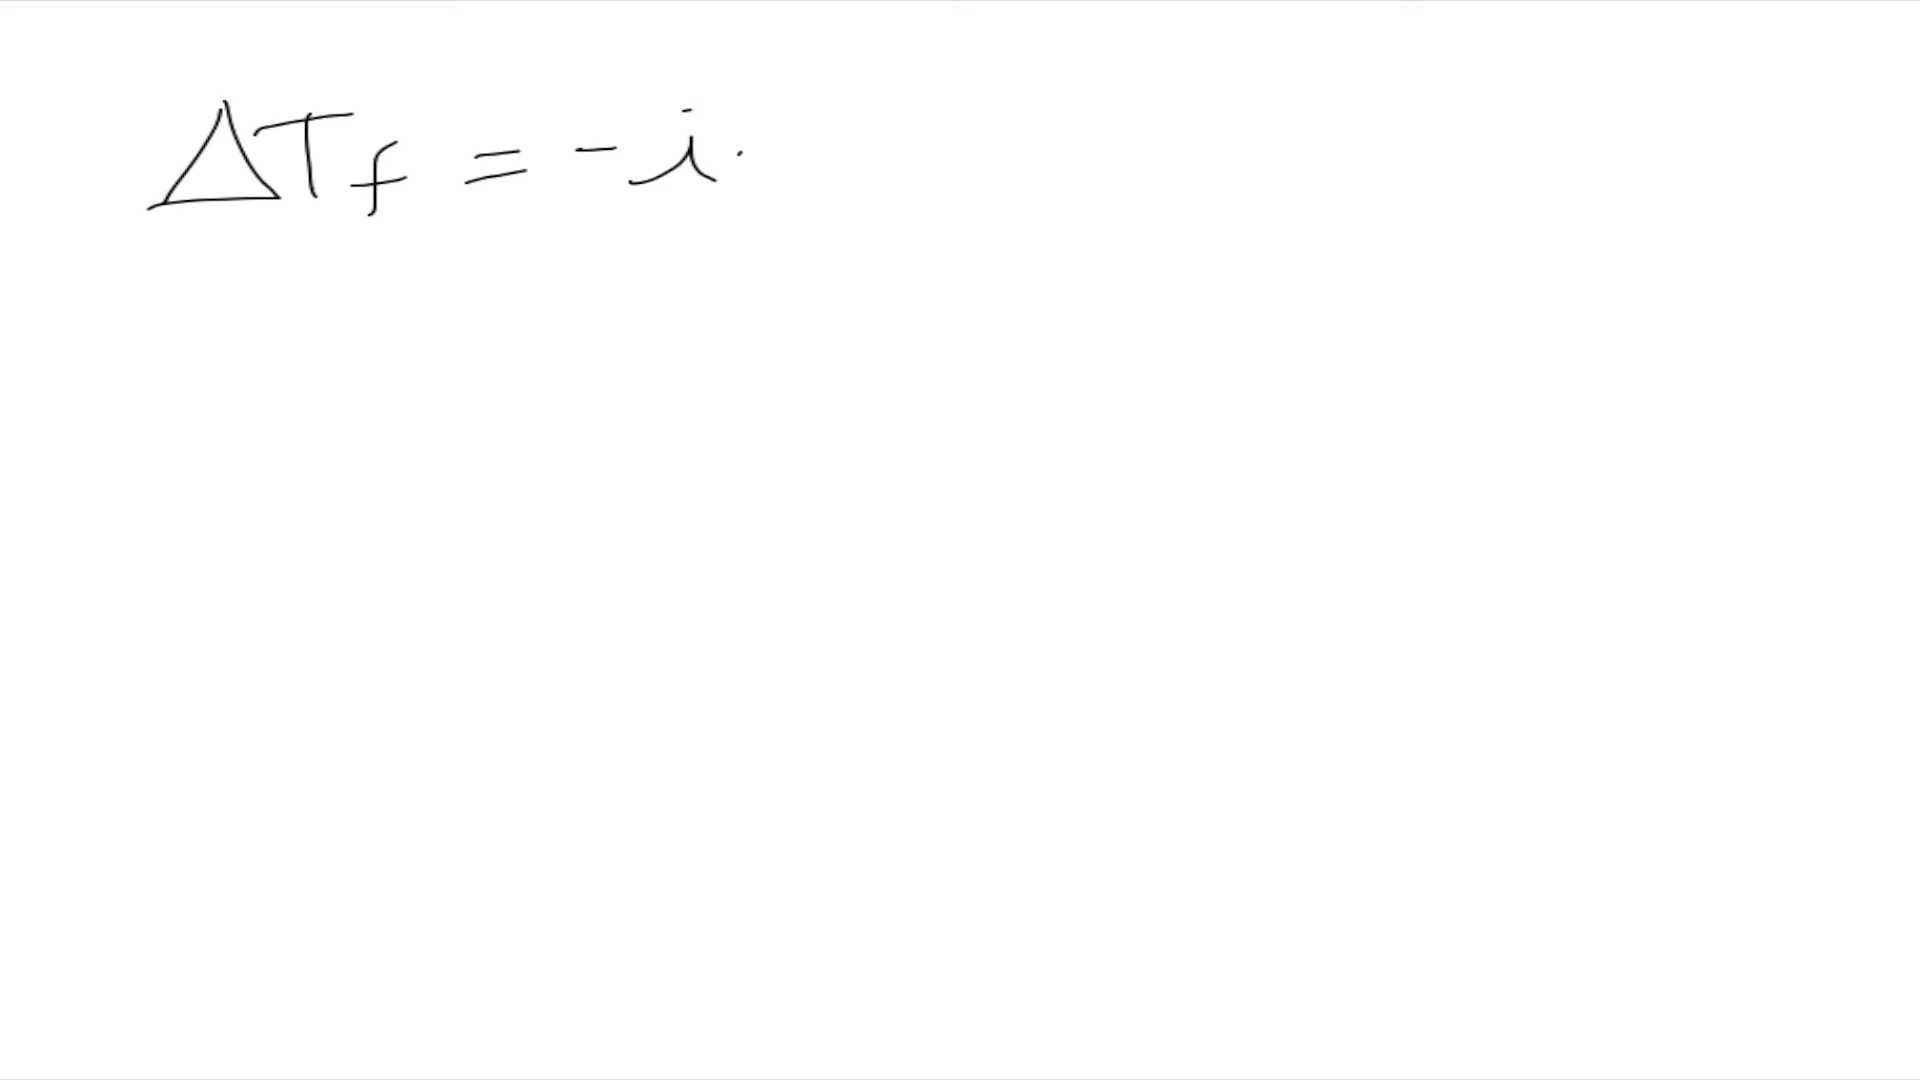 ΔT_f = -i·